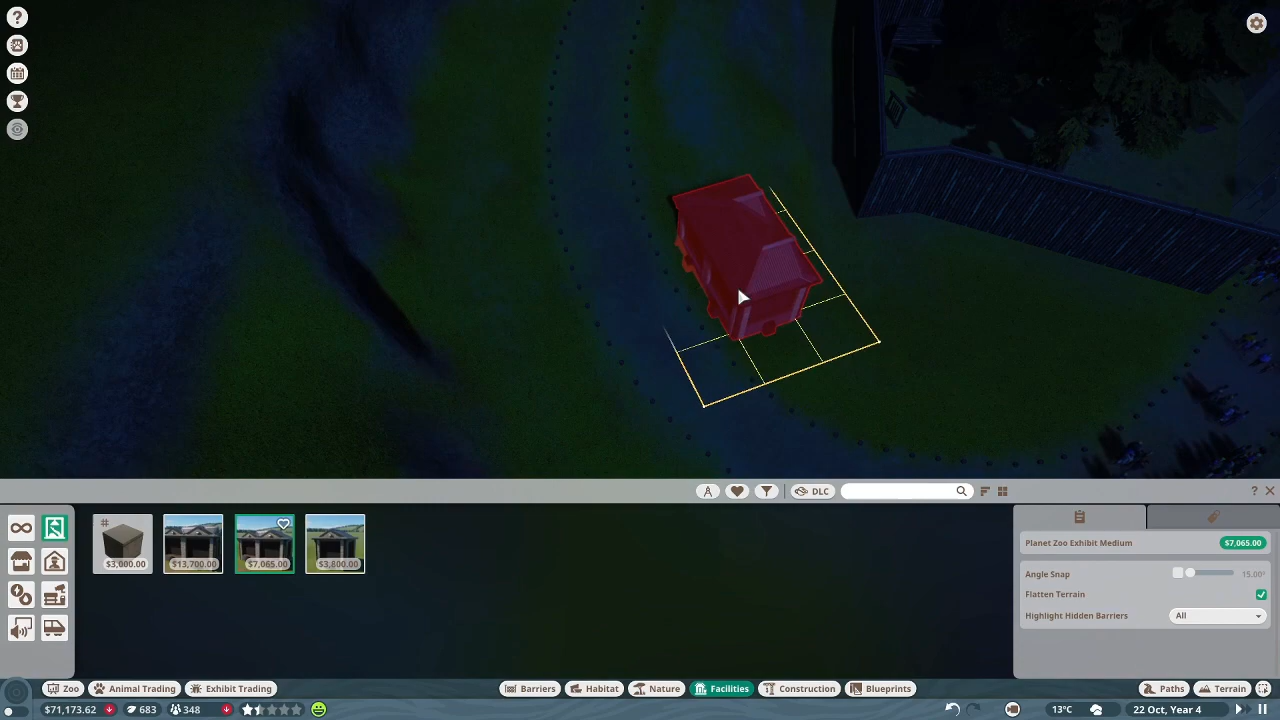 DLC
#
$3,000.00
$13,700.00
$7,065.00
$3,800.00
Planet Zoo Exhibit Medium
$7,065.00
Angle Snap
15.00°
Flatten Terrain
Highlight Hidden Barriers
All
Zoo
Animal Trading
Exhibit Trading
Barriers
Habitat
Nature
Facilities
Construction
Blueprints
Paths
Terrain
$71,173.62
683
348
13°C
22 Oct, Year 4